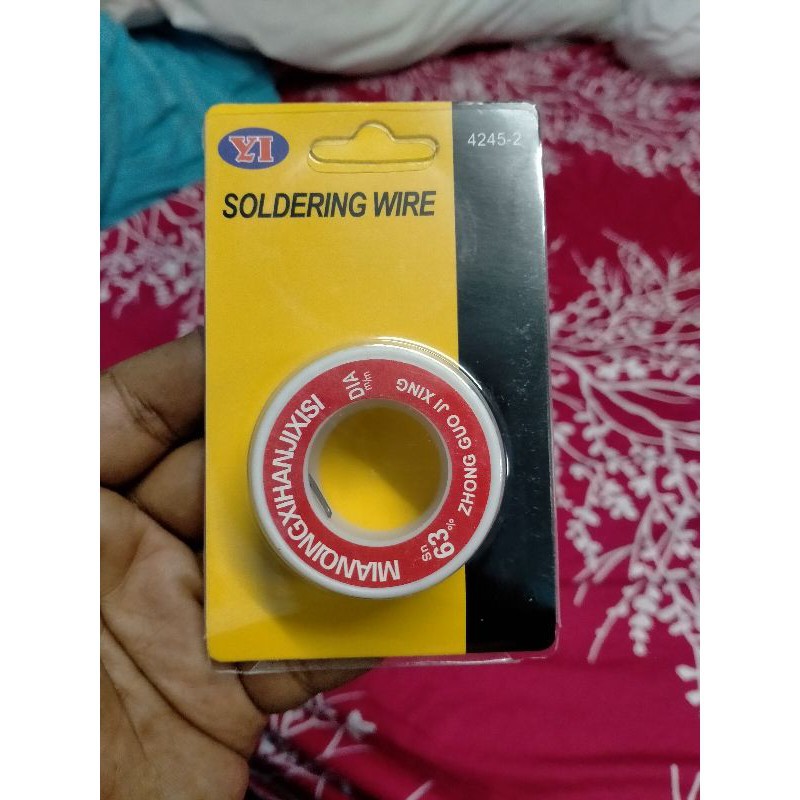 YI
4245-2
SOLDERING WIRE
MIANQINGXIHANJIXISI
DIA m/m
ZHONG GUO JI XING
Sn 63%